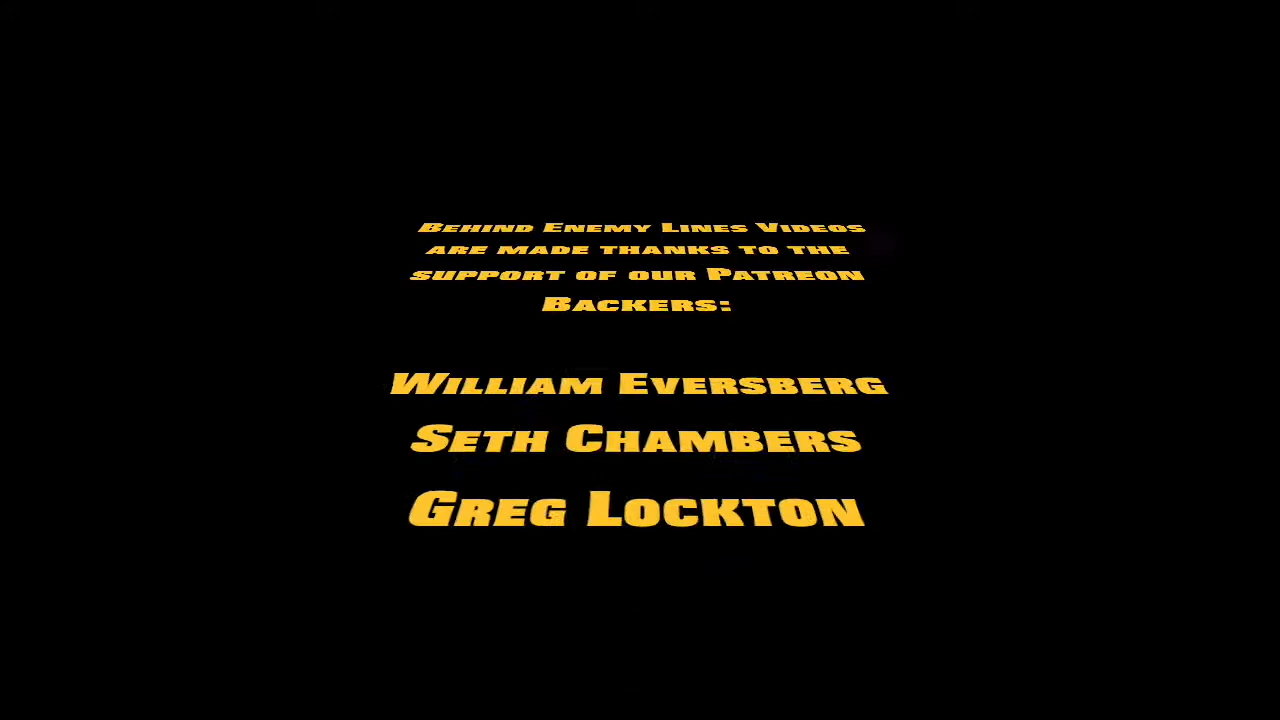 Behind Enemy Lines Videos
are made thanks to the
support of our Patreon
Backers:
William Eversberg
Seth Chambers
Greg Lockton